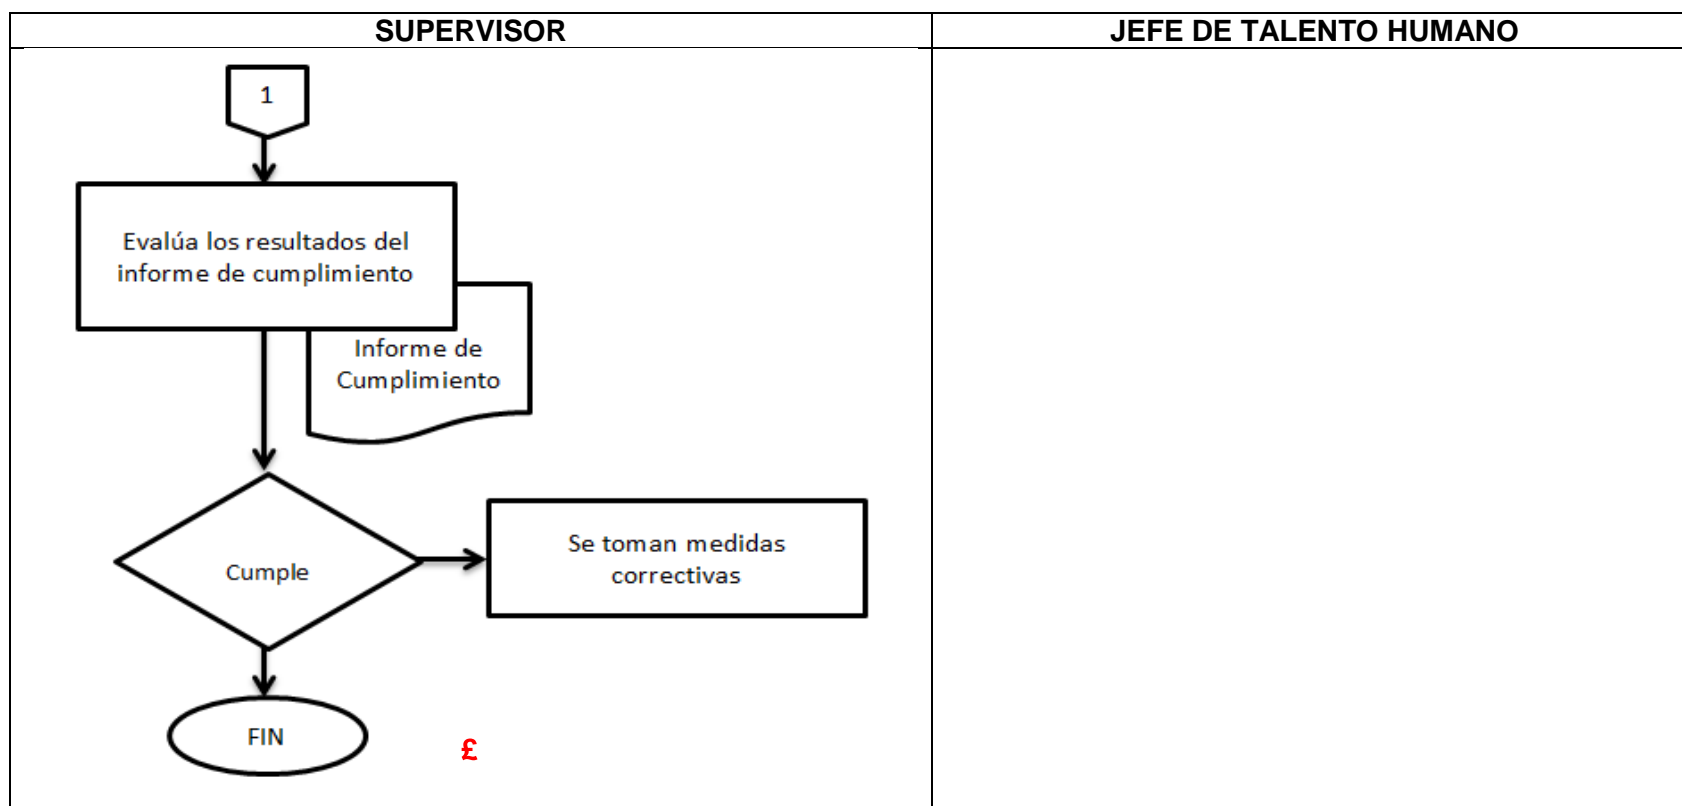 SUPERVISOR
JEFE DE TALENTO HUMANO
1
Evalúa los resultados del
informe de cumplimiento
Informe de
Cumplimiento
Cumple
Se toman medidas
correctivas
FIN
£